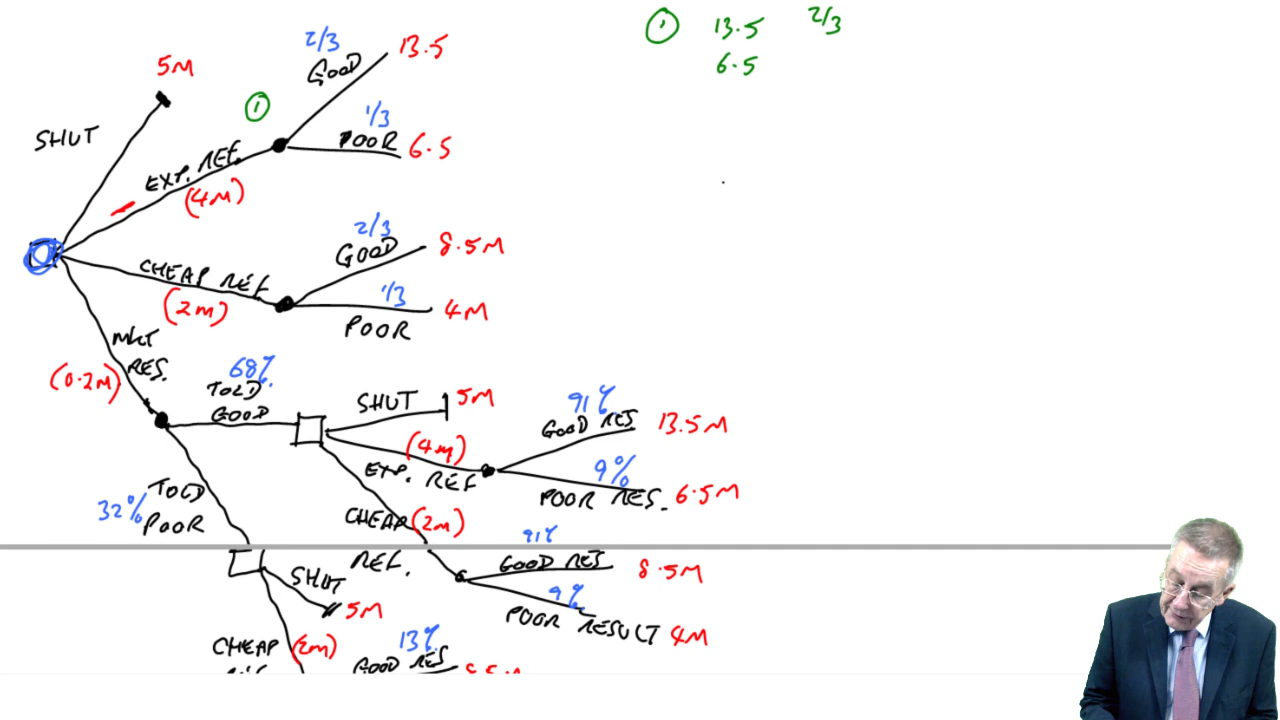 ① 13.5 2/3
6.5
5M
SHUT
①
EXP. REF.
(4M)
2/3
GOOD
13.5
1/3
POOR 6.5
CHEAP REF
(2m)
2/3
GOOD
8.5M
1/3
POOR
4M
MKT
RES.
(0.2M)
68%
TOLD
GOOD
SHUT
5M
(4m)
EXP. REF
91%
GOOD RES
13.5M
9%
POOR RES.
6.5M
CHEAP (2m)
REF.
91%
GOOD RES
8.5M
9%
POOR RESULT 4M
32% TOLD
POOR
SHUT
5M
CHEAP (2m)
13%
GOOD RES